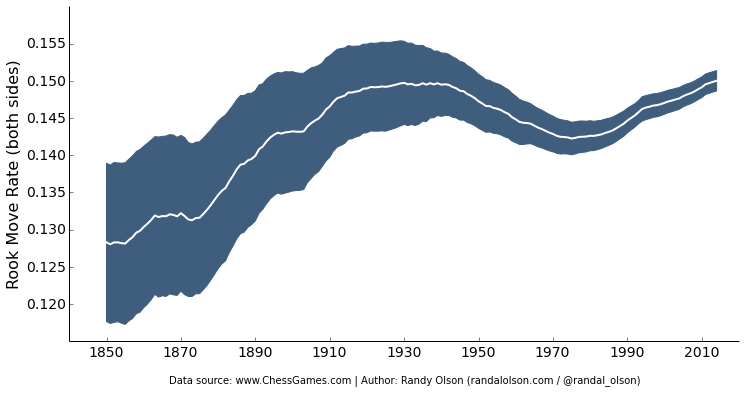 Rook Move Rate (both sides)
0.155
0.150
0.145
0.140
0.135
0.130
0.125
0.120
1850 1870 1890 1910 1930 1950 1970 1990 2010
Data source: www.ChessGames.com | Author: Randy Olson (randalolson.com / @randal_olson)